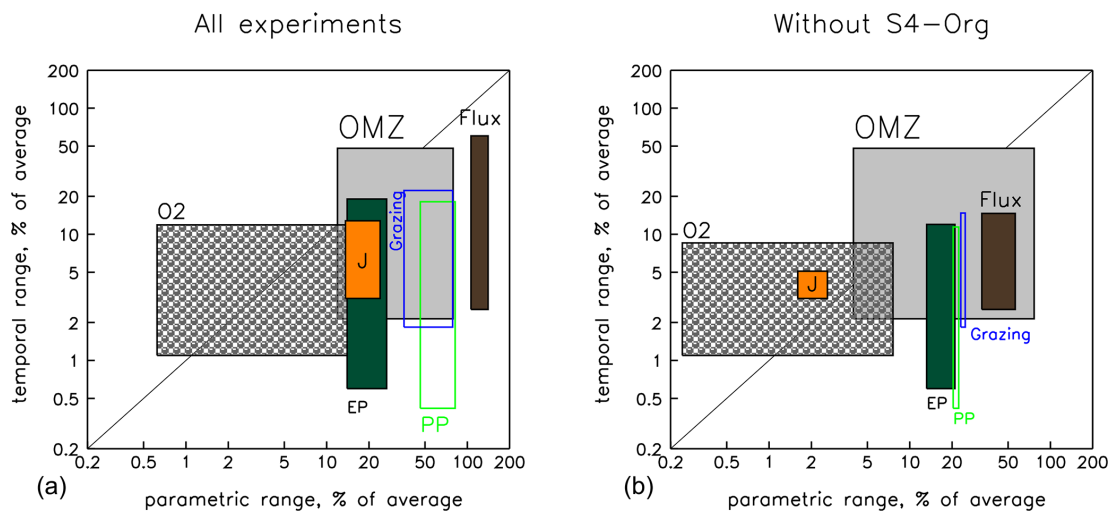 All experiments
temporal range, % of average
200
100
50
20
10
5
2
1
0.5
0.2
OMZ
Flux
O2
Grazing
J
EP
PP
0.2 0.5 1 2 5 10 20 50 100 200
(a)
parametric range, % of average
Without S4-Org
temporal range, % of average
200
100
50
20
10
5
2
1
0.5
0.2
OMZ
Flux
O2
J
Grazing
EP
PP
0.2 0.5 1 2 5 10 20 50 100 200
(b)
parametric range, % of average